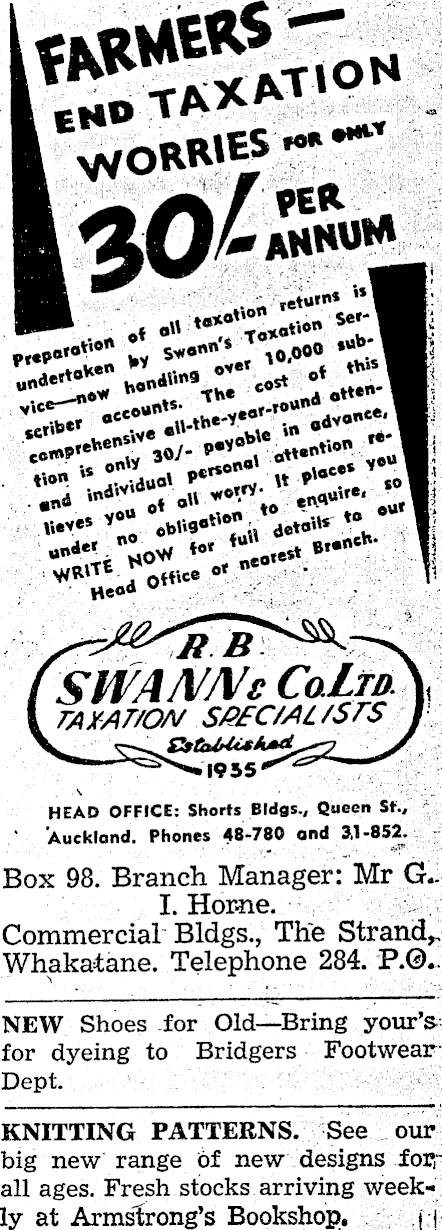 FARMERS —
END TAXATION
WORRIES FOR ONLY
30/- PER
ANNUM
Preparation of all taxation returns is
undertaken by Swann's Taxation Ser-
vice—now handling over 10,000 sub-
scriber accounts. The cost of this
comprehensive all-the-year-round atten-
tion is only 30/- payable in advance,
and individual personal attention re-
lieves you of all worry. It places you
under no obligation to enquire, so
WRITE NOW for full details to our
Head Office or nearest Branch.
R. B.
SWANN & CO. LTD.
TAXATION SPECIALISTS
Established
1935
HEAD OFFICE: Shorts Bldgs., Queen St.,
Auckland. Phones 48-780 and 31-852.
Box 98. Branch Manager: Mr G.
I. Horne.
Commercial Bldgs., The Strand,
Whakatane. Telephone 284. P.O.
NEW Shoes for Old—Bring your's
for dyeing to Bridgers Footwear
Dept.
KNITTING PATTERNS. See our
big new range of new designs for
all ages. Fresh stocks arriving week-
ly at Armstrong's Bookshop.